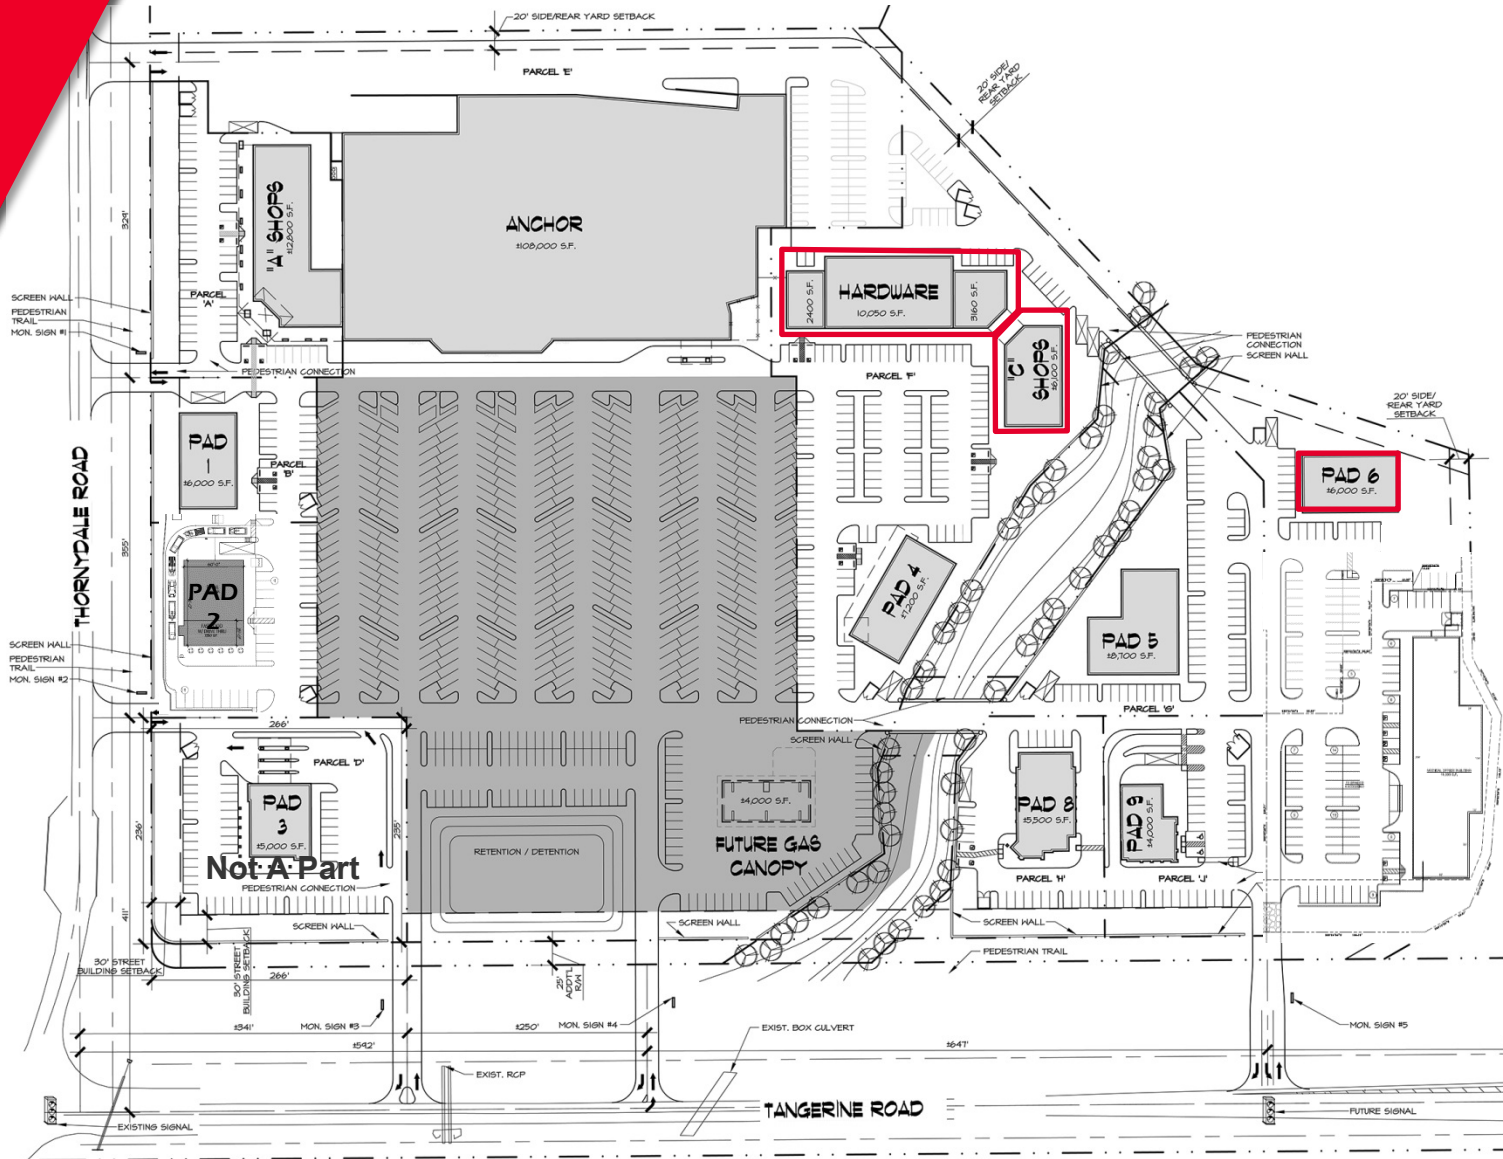 20' SIDE/REAR YARD SETBACK
PARCEL 'E'
20' SIDE/
REAR YARD
SETBACK
329'
"A" SHOPS
±12,800 S.F.
ANCHOR
±108,000 S.F.
PARCEL
'A'
2400 S.F.
HARDWARE
10,050 S.F.
3160 S.F.
SCREEN WALL
PEDESTRIAN
TRAIL
MON. SIGN #1
PEDESTRIAN
CONNECTION
SCREEN WALL
"C"
SHOPS
±6,100 S.F.
PEDESTRIAN CONNECTION
PARCEL 'F'
20' SIDE/
REAR YARD
SETBACK
PAD
1
±6,000 S.F.
PARCEL
'B'
PAD 6
±6,000 S.F.
THORNYDALE ROAD
355'
PAD
2
PAD 4
±7,200 S.F.
PAD 5
±8,700 S.F.
SCREEN WALL
PEDESTRIAN
TRAIL
MON. SIGN #2
266'
PARCEL 'G'
PEDESTRIAN CONNECTION
SCREEN WALL
PARCEL 'D'
PAD
3
±5,000 S.F.
236'
235'
±4,000 S.F.
FUTURE GAS
CANOPY
RETENTION / DETENTION
PAD 8
±5,500 S.F.
PAD 9
±4,000 S.F.
Not A Part
PEDESTRIAN CONNECTION
PARCEL 'H'
PARCEL 'J'
411'
SCREEN WALL
SCREEN WALL
SCREEN WALL
30' STREET
BUILDING SETBACK
30' STREET
BUILDING SETBACK
266'
25'
ADDT'L
R/W
PEDESTRIAN TRAIL
±341'
MON. SIGN #3
±250'
MON. SIGN #4
EXIST. BOX CULVERT
MON. SIGN #5
±592'
±647'
EXIST. RCP
TANGERINE ROAD
EXISTING SIGNAL
FUTURE SIGNAL